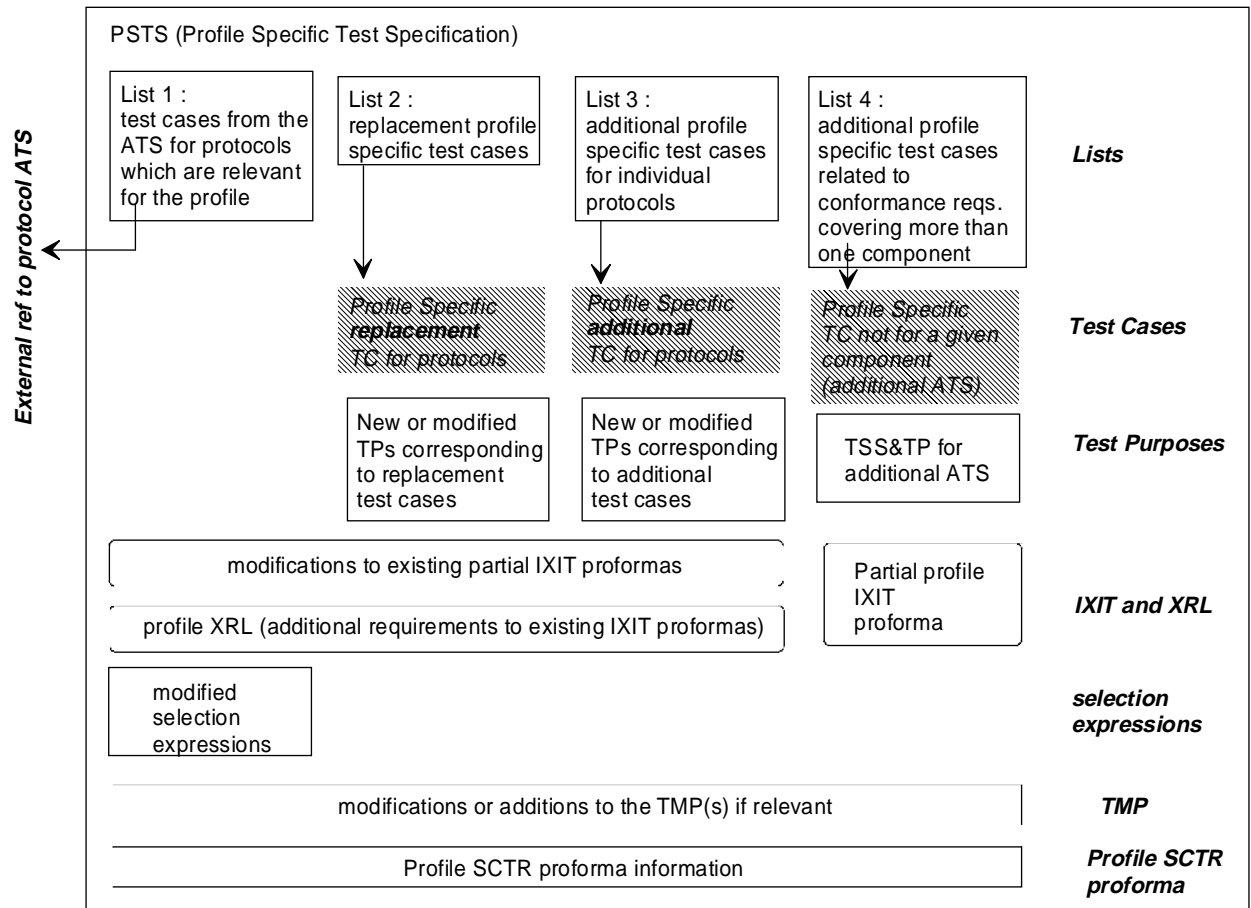 PSTS (Profile Specific Test Specification)
External ref to protocol ATS
List 1 :
test cases from the
ATS for protocols
which are relevant
for the profile
List 2 :
replacement profile
specific test cases
List 3 :
additional profile
specific test cases
for individual
protocols
List 4 :
additional profile
specific test cases
related to
conformance reqs.
covering more than
one component
Lists
Profile Specific
replacement
TC for protocols
Profile Specific
additional
TC for protocols
Profile Specific
TC not for a given
component
(additional ATS)
Test Cases
New or modified
TPs corresponding
to replacement
test cases
New or modified
TPs corresponding
to additional
test cases
TSS&TP for
additional ATS
Test Purposes
modifications to existing partial IXIT proformas
profile XRL (additional requirements to existing IXIT proformas)
Partial profile
IXIT
proforma
IXIT and XRL
modified
selection
expressions
selection
expressions
modifications or additions to the TMP(s) if relevant
TMP
Profile SCTR proforma information
Profile SCTR
proforma